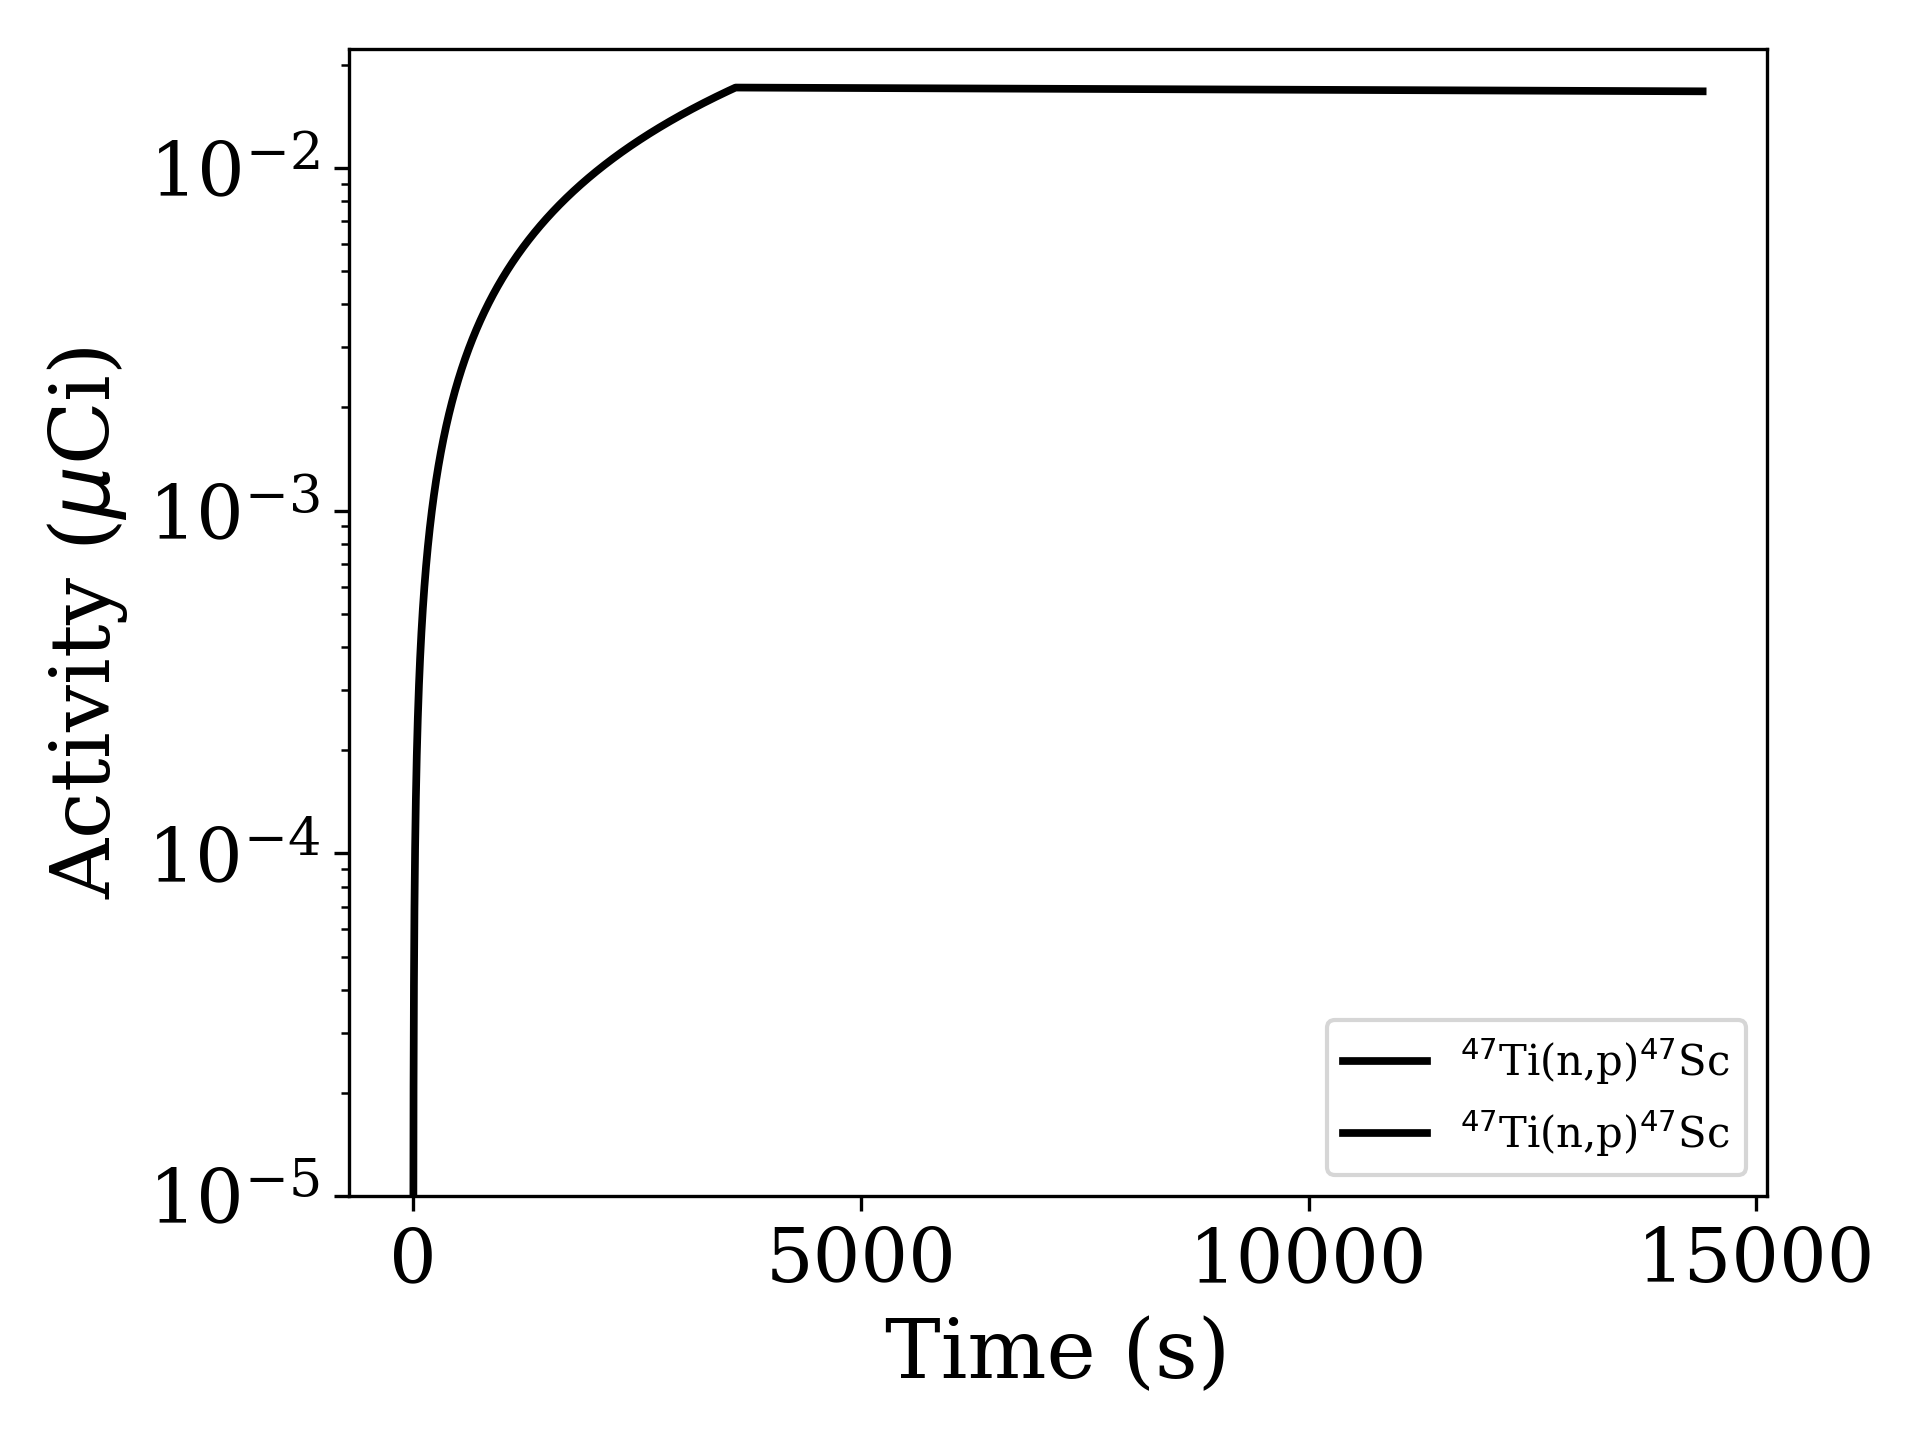 Activity (μCi)
10⁻²
10⁻³
10⁻⁴
10⁻⁵
⁴⁷Ti(n,p)⁴⁷Sc
⁴⁷Ti(n,p)⁴⁷Sc
0 5000 10000 15000
Time (s)